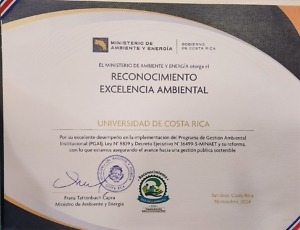 MINISTERIO DE
AMBIENTE Y ENERGÍA
GOBIERNO
DE COSTA RICA
EL MINISTERIO DE AMBIENTE Y ENERGÍA otorga el
RECONOCIMIENTO
EXCELENCIA AMBIENTAL
UNIVERSIDAD DE COSTA RICA
Por su excelente desempeño en la implementación del Programa de Gestión Ambiental
Institucional (PGAI), Ley N° 8839 y Decreto Ejecutivo N° 36499-S-MINAET y su reforma,
con lo que estamos asegurando el avance hacia una gestión pública sostenible.
Franz Tattenbach Capra
Ministro de Ambiente y Energía
San José, Costa Rica
Noviembre